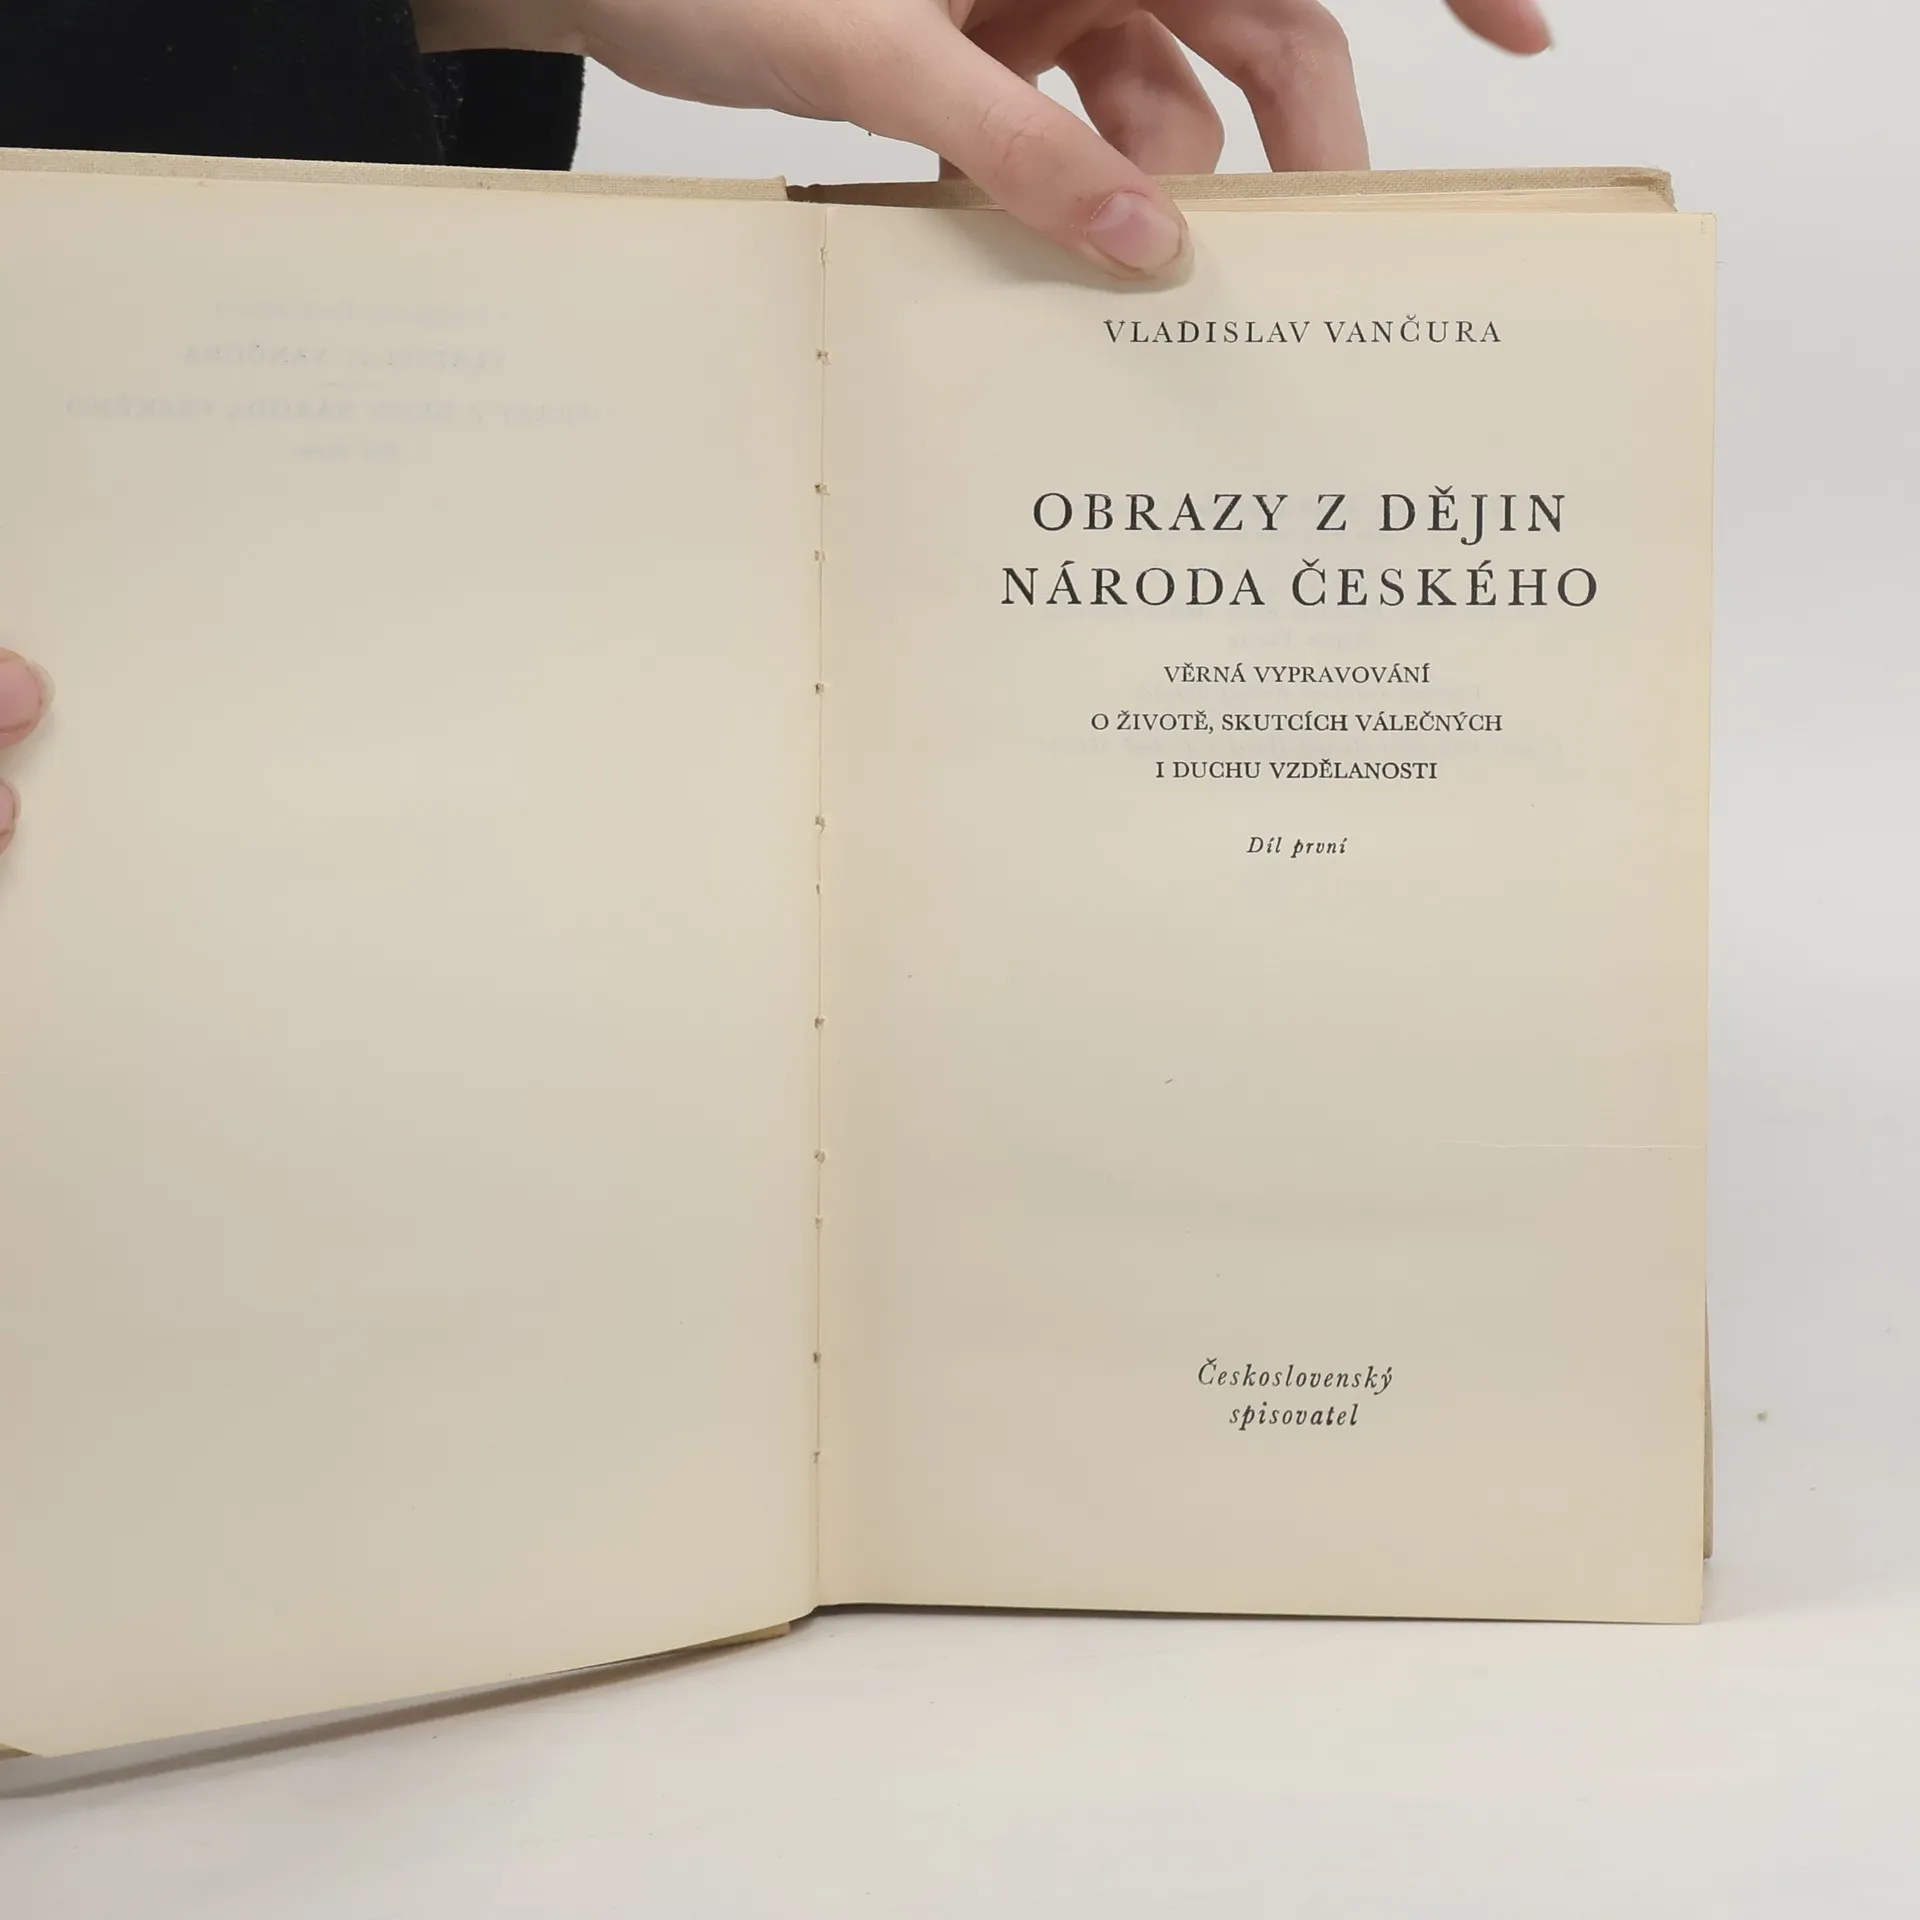 VLADISLAV VANČURA
OBRAZY Z DĚJIN
NÁRODA ČESKÉHO
VĚRNÁ VYPRAVOVÁNÍ
O ŽIVOTĚ, SKUTCÍCH VÁLEČNÝCH
I DUCHU VZDĚLANOSTI
Díl první
Československý
spisovatel